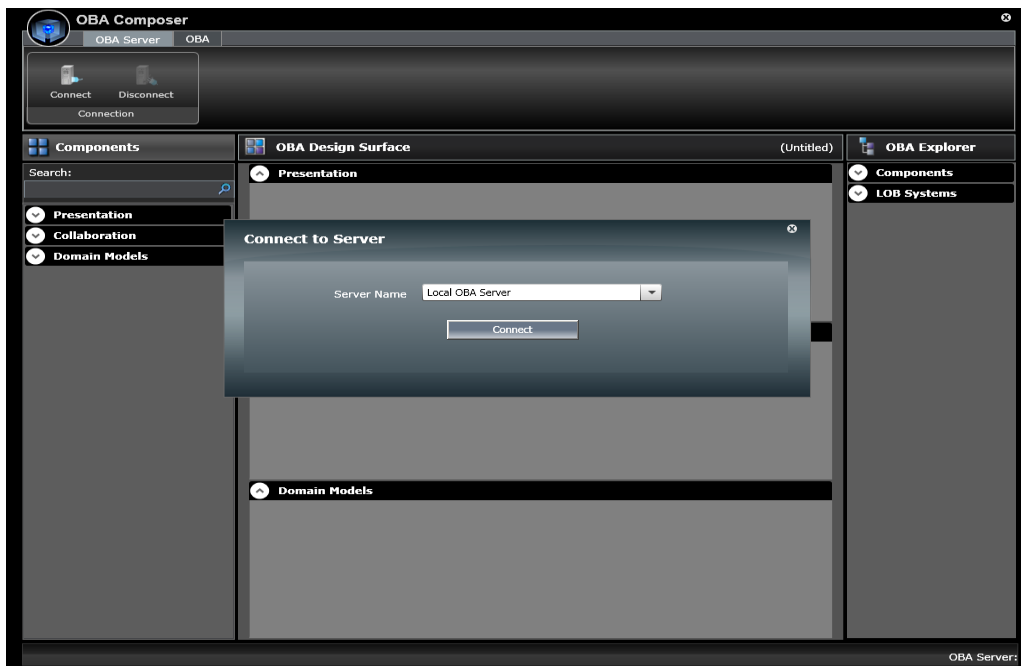 OBA Composer
OBA Server OBA
Connect Disconnect
Connection
Components
OBA Design Surface (Untitled)
OBA Explorer
Search:
Presentation
Collaboration
Domain Models
Presentation
Components
LOB Systems
Connect to Server
Server Name Local OBA Server
Connect
Domain Models
OBA Server: